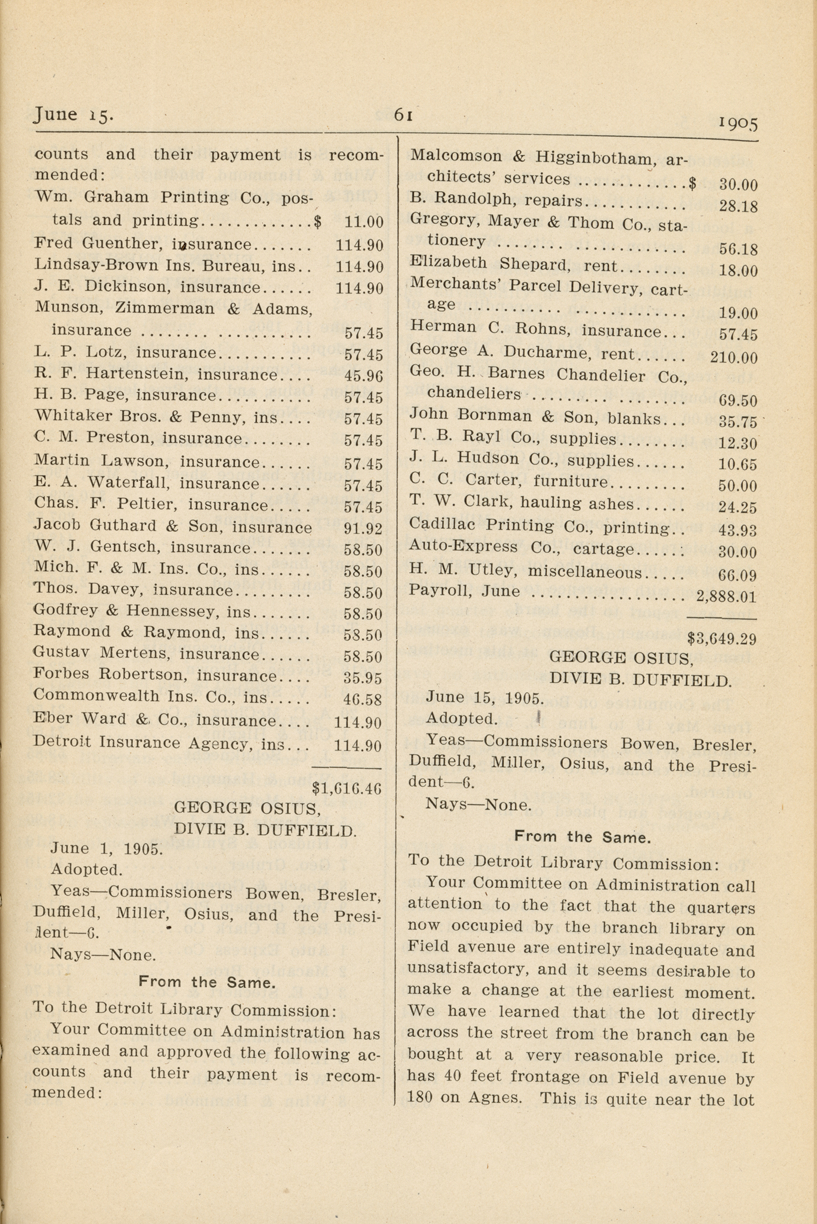 June 15.
61
1905
counts and their payment is recom-
mended:
Wm. Graham Printing Co., pos-
tals and printing.............$ 11.00
Fred Guenther, insurance....... 114.90
Lindsay-Brown Ins. Bureau, ins.. 114.90
J. E. Dickinson, insurance...... 114.90
Munson, Zimmerman & Adams,
insurance ........ ............ 57.45
L. P. Lotz, insurance........... 57.45
R. F. Hartenstein, insurance.... 45.96
H. B. Page, insurance........... 57.45
Whitaker Bros. & Penny, ins.... 57.45
C. M. Preston, insurance........ 57.45
Martin Lawson, insurance...... 57.45
E. A. Waterfall, insurance...... 57.45
Chas. F. Peltier, insurance..... 57.45
Jacob Guthard & Son, insurance 91.92
W. J. Gentsch, insurance....... 58.50
Mich. F. & M. Ins. Co., ins...... 58.50
Thos. Davey, insurance......... 58.50
Godfrey & Hennessey, ins....... 58.50
Raymond & Raymond, ins...... 58.50
Gustav Mertens, insurance...... 58.50
Forbes Robertson, insurance.... 35.95
Commonwealth Ins. Co., ins..... 46.58
Eber Ward & Co., insurance.... 114.90
Detroit Insurance Agency, ins... 114.90
$1,616.46
GEORGE OSIUS,
DIVIE B. DUFFIELD.
June 1, 1905.
Adopted.
Yeas—Commissioners Bowen, Bresler,
Duffield, Miller, Osius, and the Presi-
dent—6.
Nays—None.
From the Same.
To the Detroit Library Commission:
Your Committee on Administration has
examined and approved the following ac-
counts and their payment is recom-
mended:
Malcomson & Higginbotham, ar-
chitects' services .............$ 30.00
B. Randolph, repairs............ 28.18
Gregory, Mayer & Thom Co., sta-
tionery ........ ............. 56.18
Elizabeth Shepard, rent........ 18.00
Merchants' Parcel Delivery, cart-
age ........... ............. 19.00
Herman C. Rohns, insurance... 57.45
George A. Ducharme, rent...... 210.00
Geo. H. Barnes Chandelier Co.,
chandeliers ......... ........ 69.50
John Bornman & Son, blanks... 35.75
T. B. Rayl Co., supplies........ 12.30
J. L. Hudson Co., supplies...... 10.65
C. C. Carter, furniture......... 50.00
T. W. Clark, hauling ashes...... 24.25
Cadillac Printing Co., printing.. 43.93
Auto-Express Co., cartage...... 30.00
H. M. Utley, miscellaneous..... 66.09
Payroll, June ................. 2,888.01
$3,649.29
GEORGE OSIUS,
DIVIE B. DUFFIELD.
June 15, 1905.
Adopted.
Yeas—Commissioners Bowen, Bresler,
Duffield, Miller, Osius, and the Presi-
dent—6.
Nays—None.
From the Same.
To the Detroit Library Commission:
Your Committee on Administration call
attention to the fact that the quarters
now occupied by the branch library on
Field avenue are entirely inadequate and
unsatisfactory, and it seems desirable to
make a change at the earliest moment.
We have learned that the lot directly
across the street from the branch can be
bought at a very reasonable price. It
has 40 feet frontage on Field avenue by
180 on Agnes. This is quite near the lot